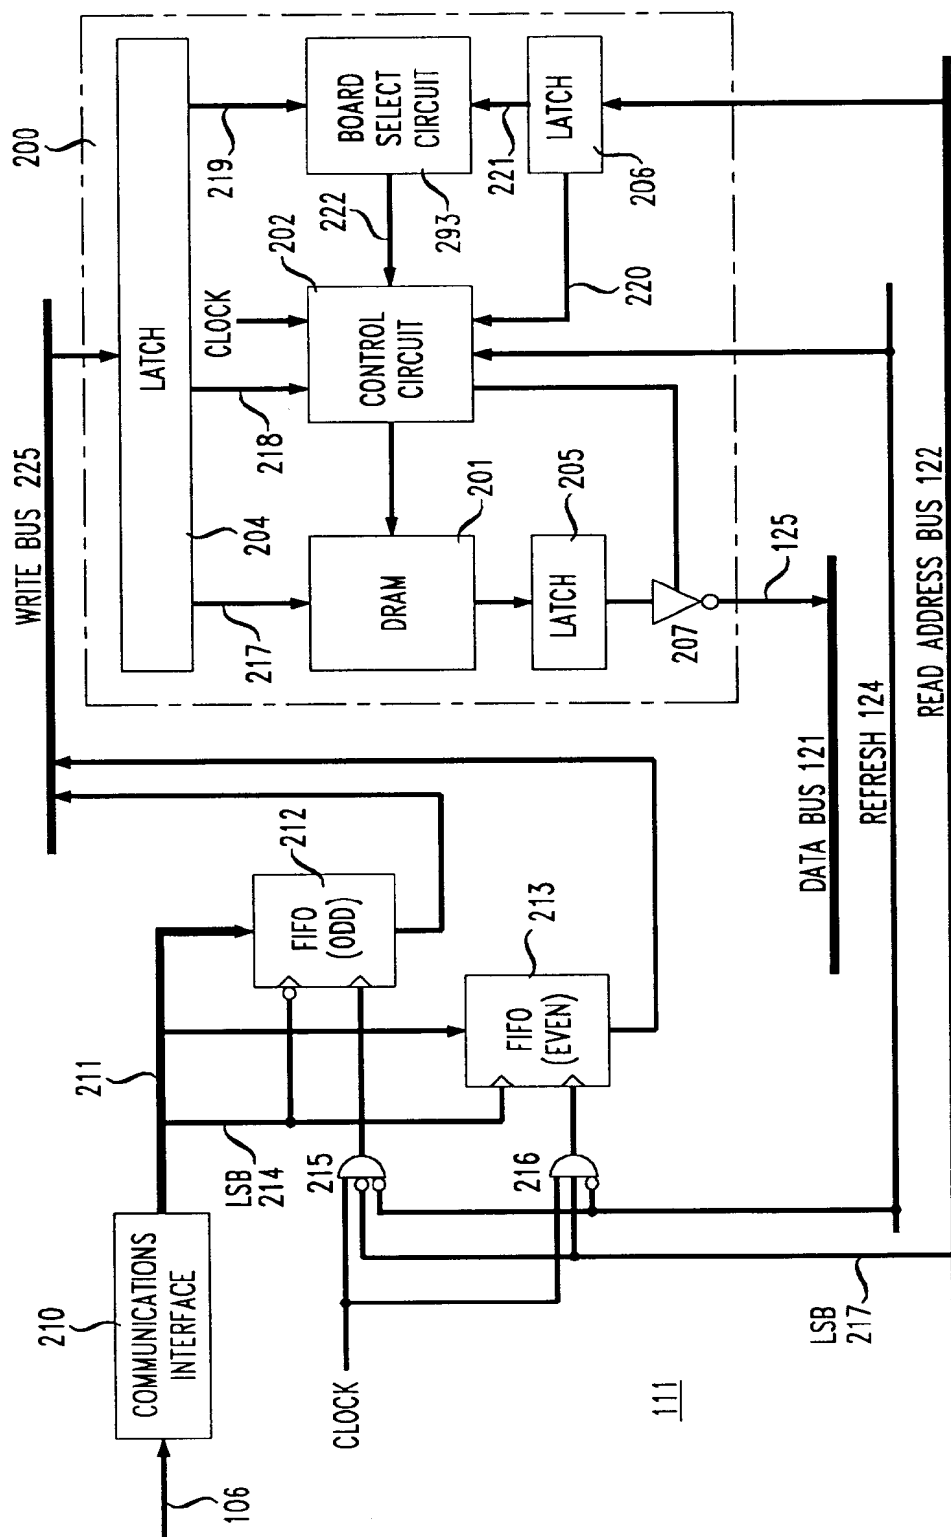 WRITE BUS 225
200
LATCH
204
217
218
219
CLOCK
202
222
BOARD
SELECT
CIRCUIT
293
CONTROL
CIRCUIT
DRAM
201
221
LATCH
206
220
LATCH
205
207
125
210
COMMUNICATIONS
INTERFACE
106
211
LSB
214
FIFO
(ODD)
212
FIFO
(EVEN)
213
215
216
CLOCK
DATA BUS 121
REFRESH 124
READ ADDRESS BUS 122
LSB
217
111